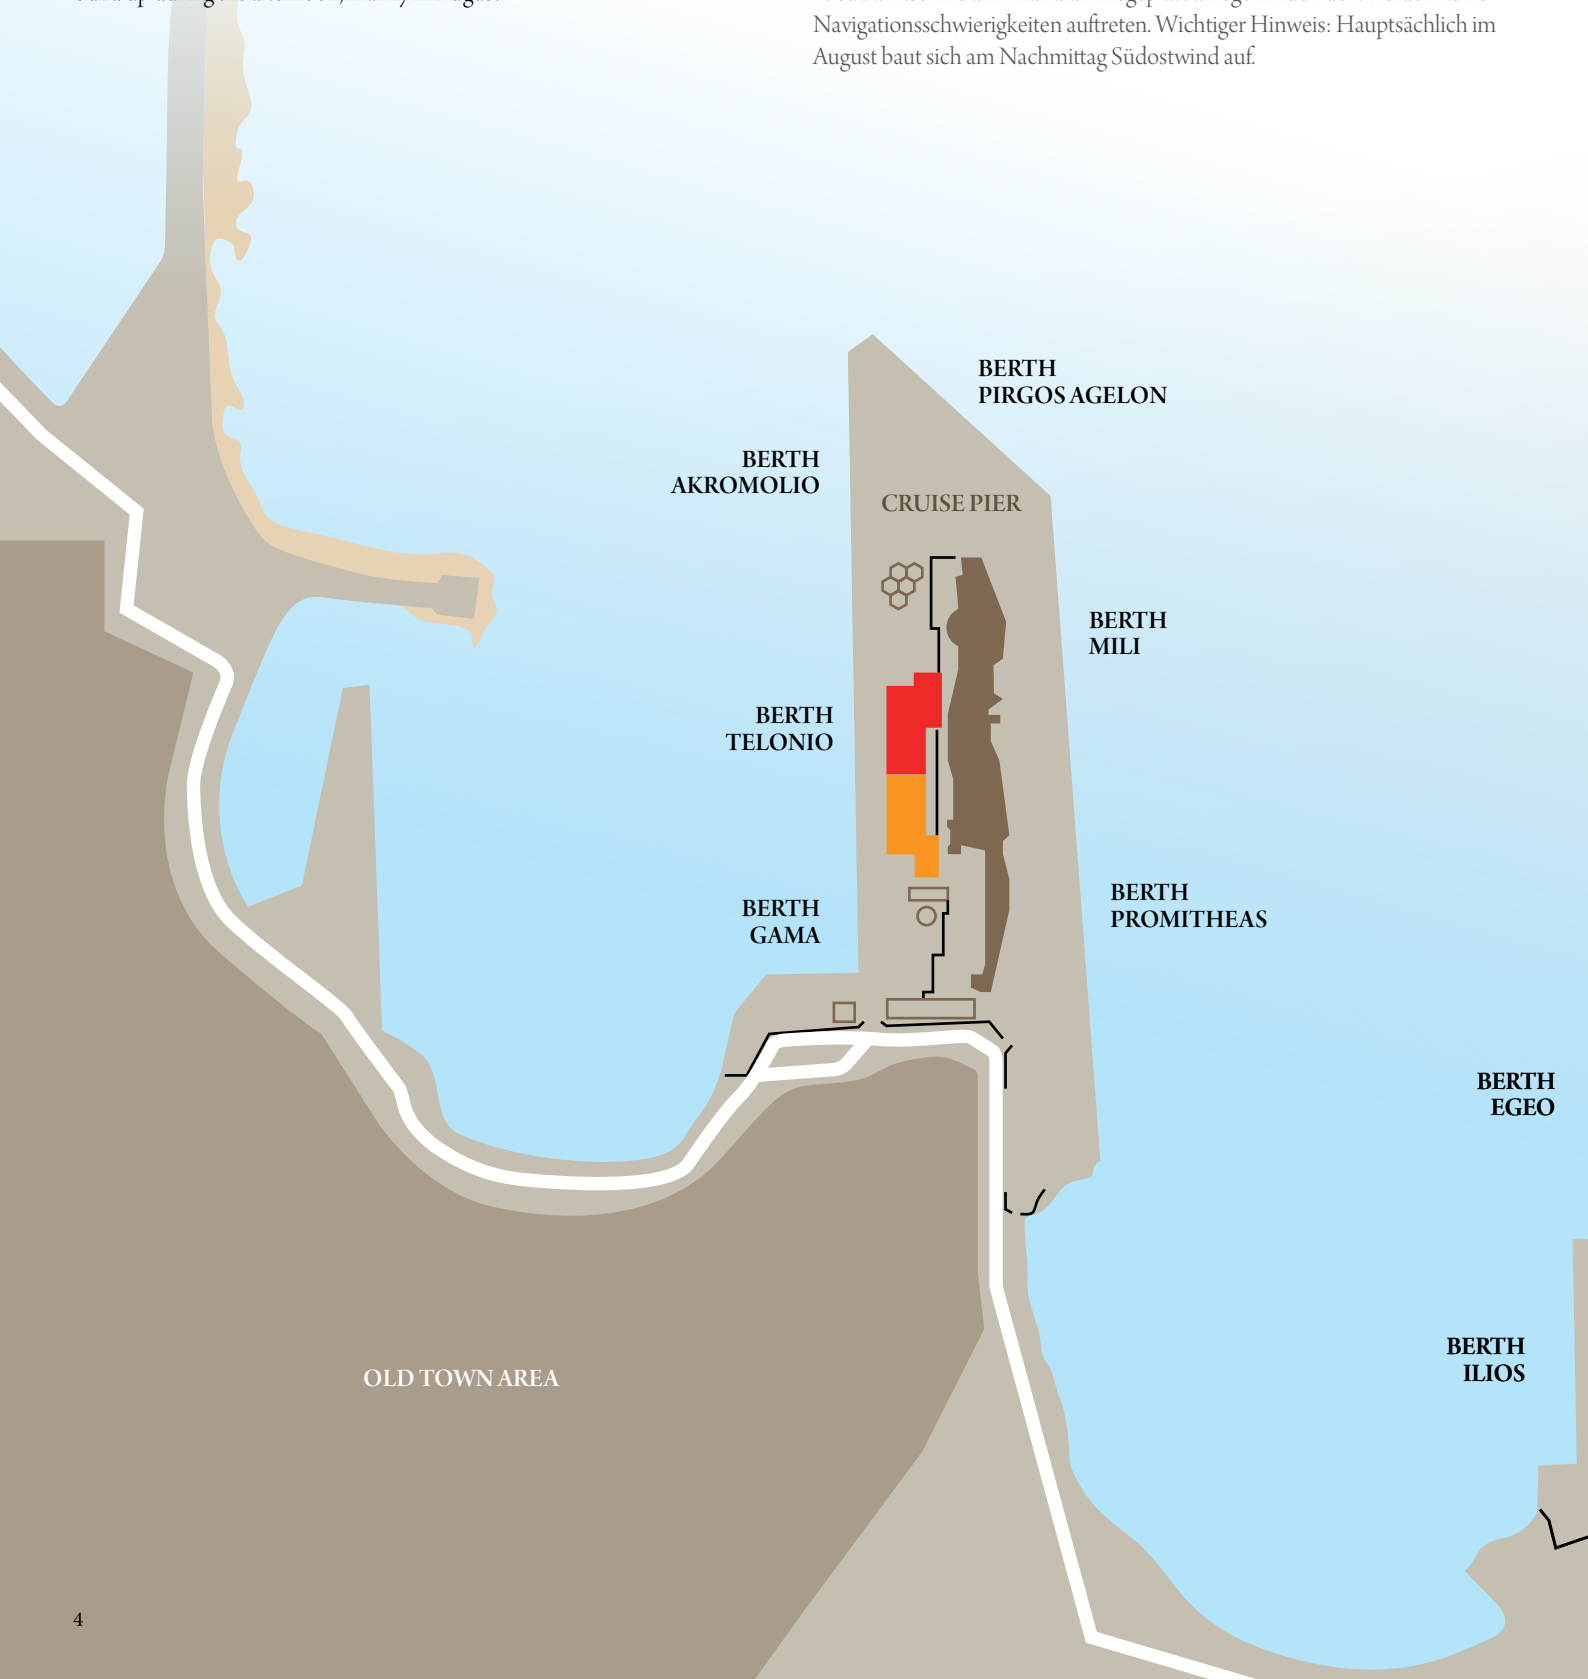 Navigationsschwierigkeiten auftreten. Wichtiger Hinweis: Hauptsächlich im
August baut sich am Nachmittag Südostwind auf.
BERTH
PIRGOS AGELON
BERTH
AKROMOLIO
CRUISE PIER
BERTH
MILI
BERTH
TELONIO
BERTH
PROMITHEAS
BERTH
GAMA
BERTH
EGEO
BERTH
ILIOS
OLD TOWN AREA
4